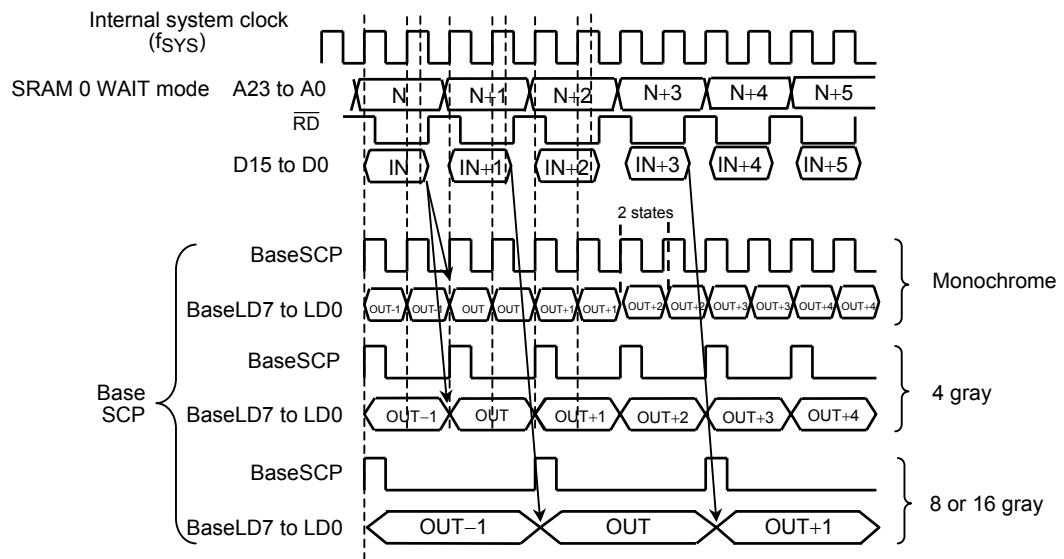 Internal system clock
(fSYS)
SRAM 0 WAIT mode A23 to A0 N N+1 N+2 N+3 N+4 N+5
RD
D15 to D0 IN IN+1 IN+2 IN+3 IN+4 IN+5
2 states
BaseSCP
Monochrome
BaseLD7 to LD0 OUT-1 OUT-1 OUT OUT OUT+1 OUT+1 OUT+2 OUT+2 OUT+3 OUT+3 OUT+4 OUT+4
BaseSCP
4 gray
Base
SCP
BaseLD7 to LD0 OUT−1 OUT OUT+1 OUT+2 OUT+3 OUT+4
BaseSCP
8 or 16 gray
BaseLD7 to LD0 OUT−1 OUT OUT+1